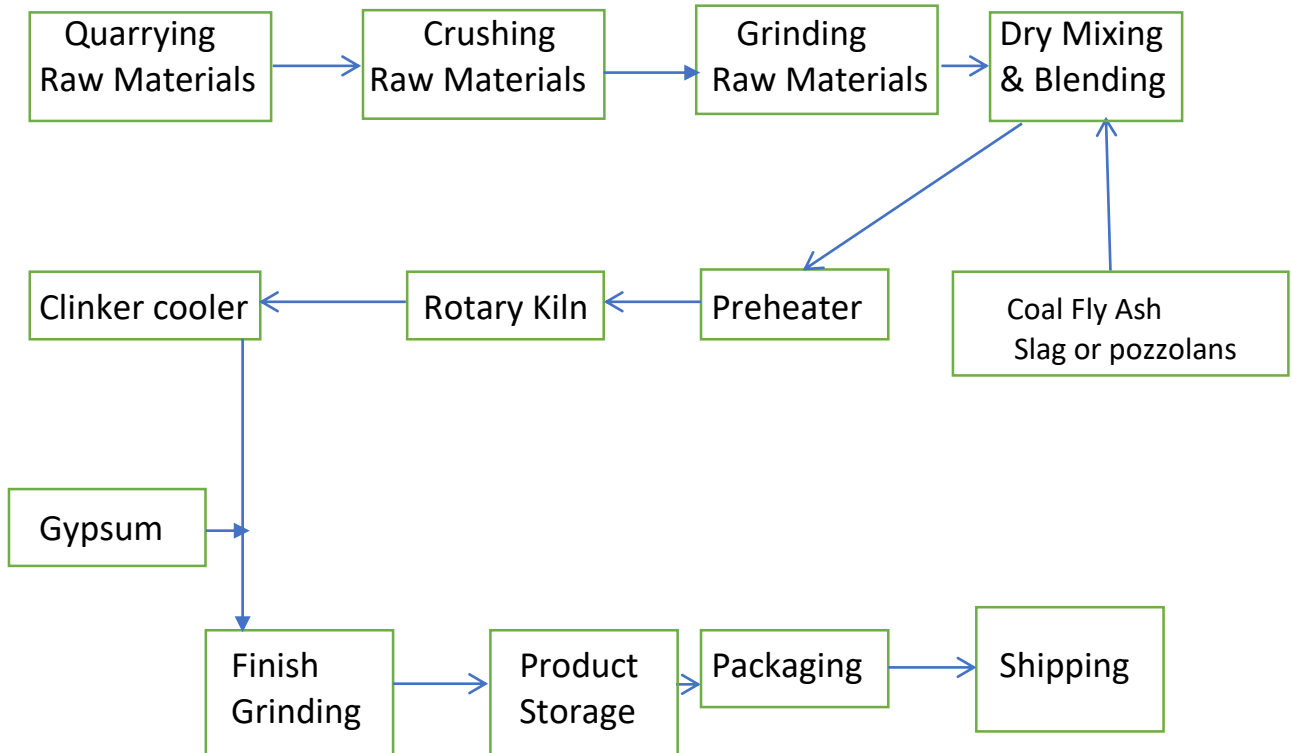 Quarrying
Raw Materials
Crushing
Raw Materials
Grinding
Raw Materials
Dry Mixing
& Blending
Clinker cooler
Rotary Kiln
Preheater
Coal Fly Ash
Slag or pozzolans
Gypsum
Finish
Grinding
Product
Storage
Packaging
Shipping